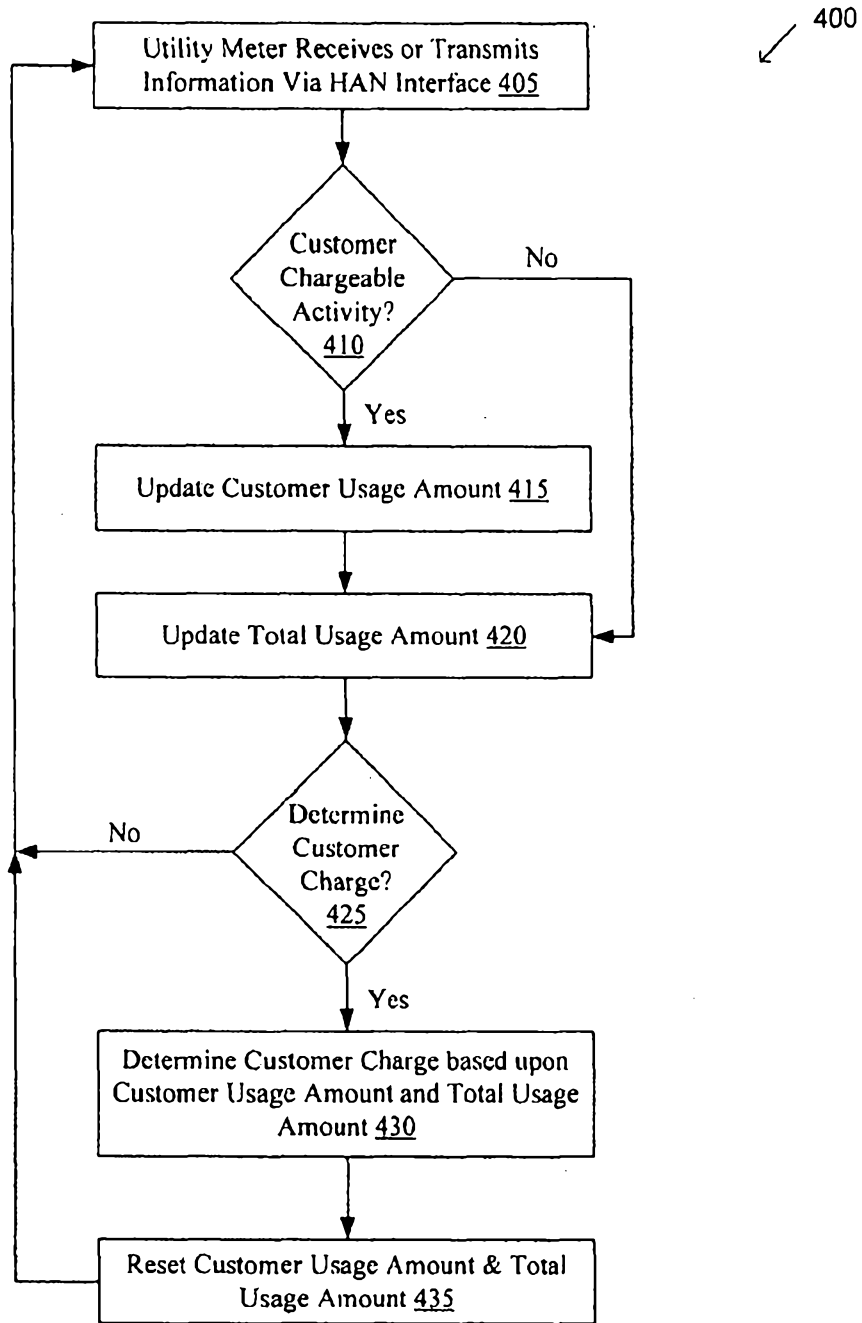 400
Utility Meter Receives or Transmits
Information Via HAN Interface 405
Customer
Chargeable
Activity?
410
No
Yes
Update Customer Usage Amount 415
Update Total Usage Amount 420
Determine
Customer
Charge?
425
No
Yes
Determine Customer Charge based upon
Customer Usage Amount and Total Usage
Amount 430
Reset Customer Usage Amount & Total
Usage Amount 435